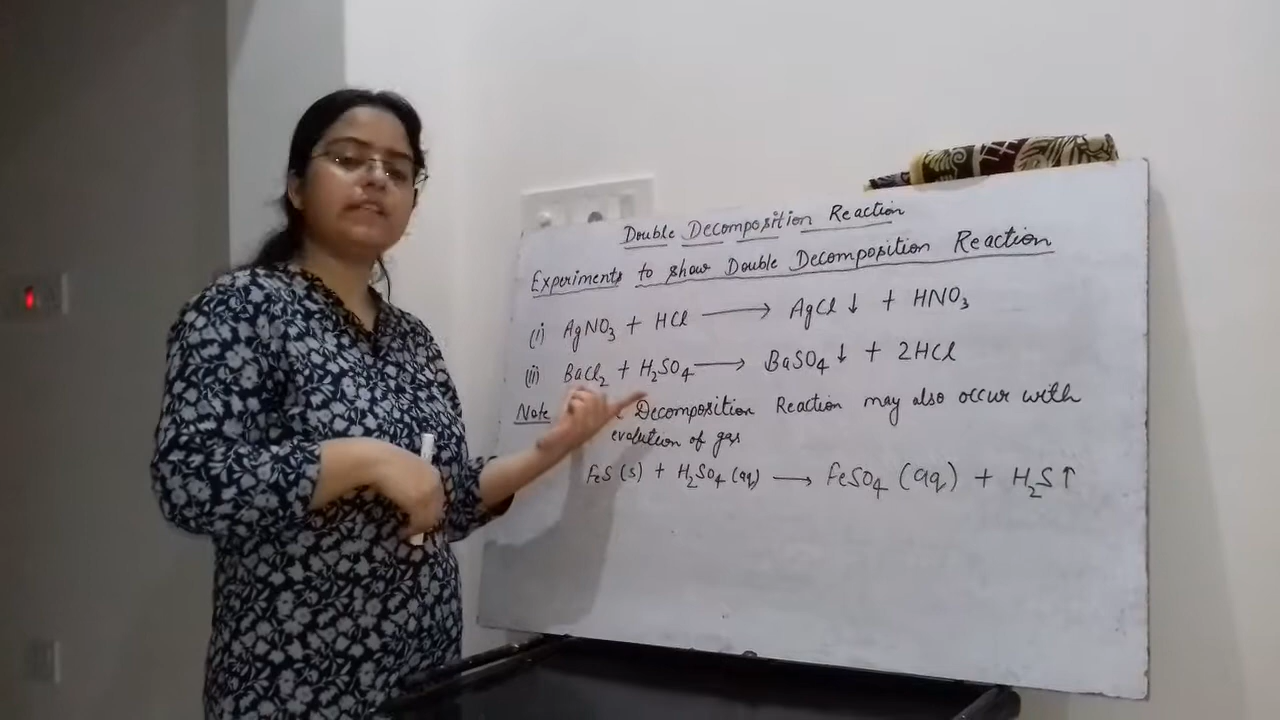 Double Decomposition Reaction
Experiments to show Double Decomposition Reaction
(i) AgNO₃ + HCl ⟶ AgCl ↓ + HNO₃
(ii) BaCl₂ + H₂SO₄ ⟶ BaSO₄ ↓ + 2HCl
Note Decomposition Reaction may also occur with
evolution of gas
FeS (s) + H₂SO₄ (aq) ⟶ FeSO₄ (aq) + H₂S ↑